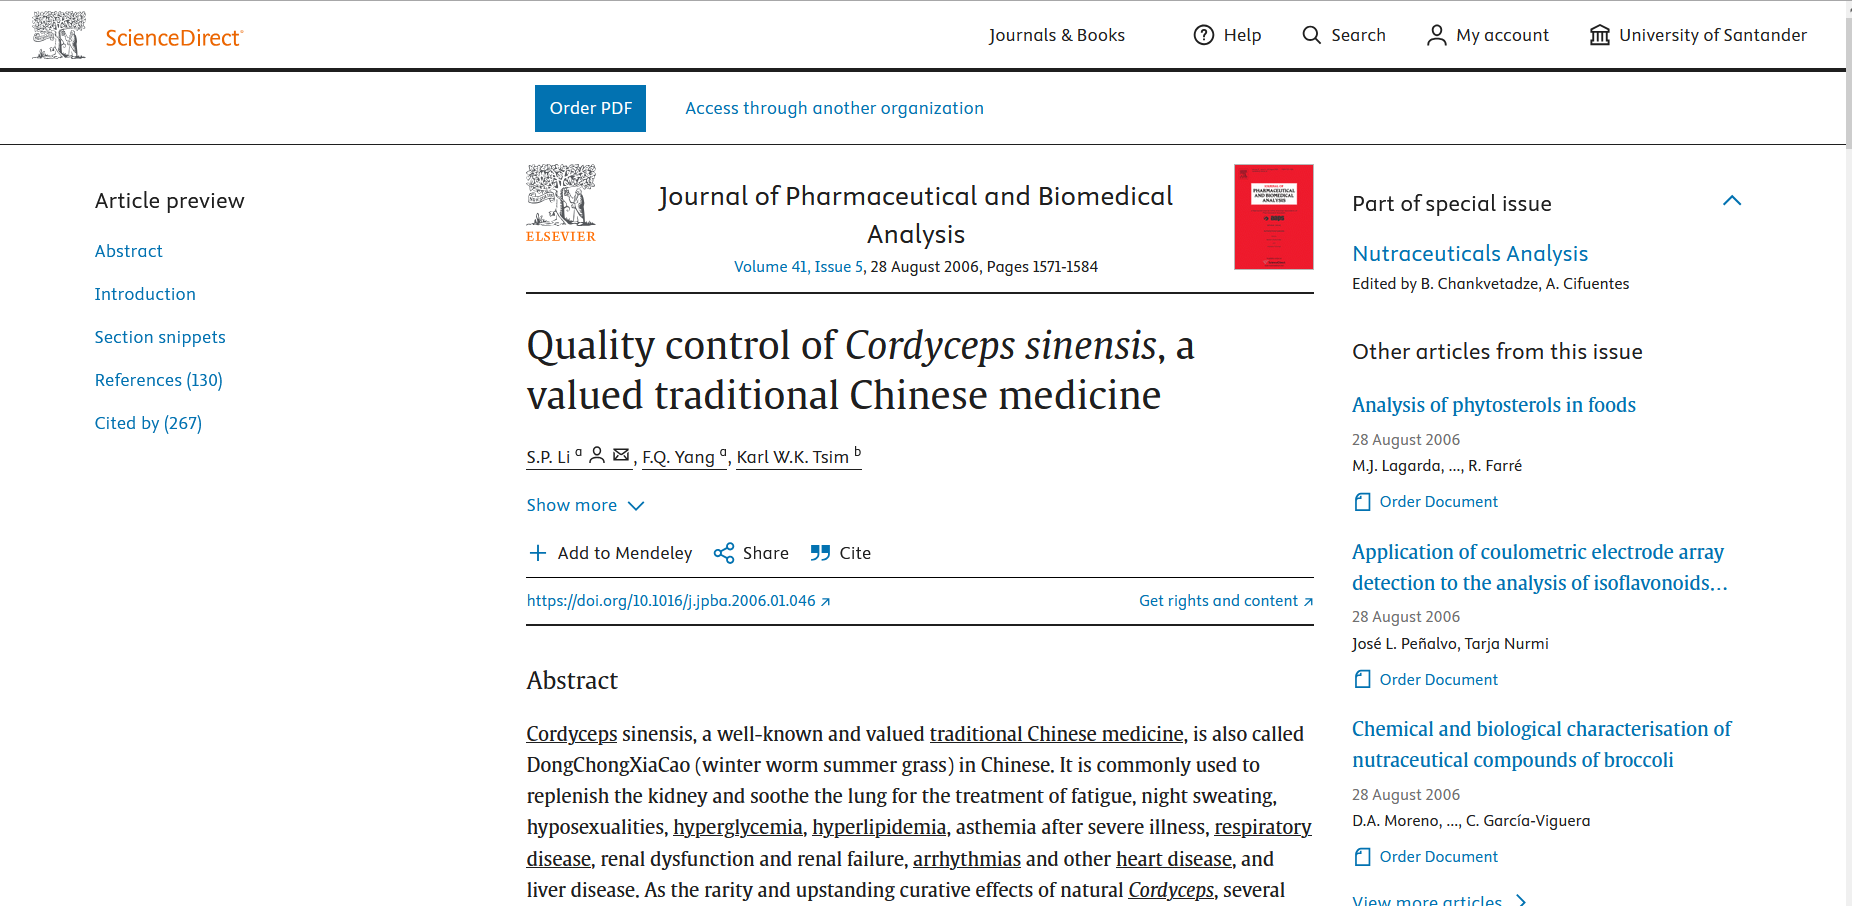 ScienceDirect
Journals & Books
Help
Search
My account
University of Santander
Order PDF
Access through another organization
Article preview
Abstract
Introduction
Section snippets
References (130)
Cited by (267)
ELSEVIER
Journal of Pharmaceutical and Biomedical
Analysis
Volume 41, Issue 5, 28 August 2006, Pages 1571-1584
JOURNAL OF
PHARMACEUTICAL
AND BIOMEDICAL
ANALYSIS
Quality control of Cordyceps sinensis, a
valued traditional Chinese medicine
S.P. Li a, F.Q. Yang a, Karl W.K. Tsim b
Show more
Add to Mendeley
Share
Cite
https://doi.org/10.1016/j.jpba.2006.01.046
Get rights and content
Abstract
Cordyceps sinensis, a well-known and valued traditional Chinese medicine, is also called
DongChongXiaCao (winter worm summer grass) in Chinese. It is commonly used to
replenish the kidney and soothe the lung for the treatment of fatigue, night sweating,
hyposexualities, hyperglycemia, hyperlipidemia, asthemia after severe illness, respiratory
disease, renal dysfunction and renal failure, arrhythmias and other heart disease, and
liver disease. As the rarity and upstanding curative effects of natural Cordyceps, several
Part of special issue
Nutraceuticals Analysis
Edited by B. Chankvetadze, A. Cifuentes
Other articles from this issue
Analysis of phytosterols in foods
28 August 2006
M.J. Lagarda, ..., R. Farré
Order Document
Application of coulometric electrode array
detection to the analysis of isoflavonoids...
28 August 2006
José L. Peñalvo, Tarja Nurmi
Order Document
Chemical and biological characterisation of
nutraceutical compounds of broccoli
28 August 2006
D.A. Moreno, ..., C. García-Viguera
Order Document
View more articles